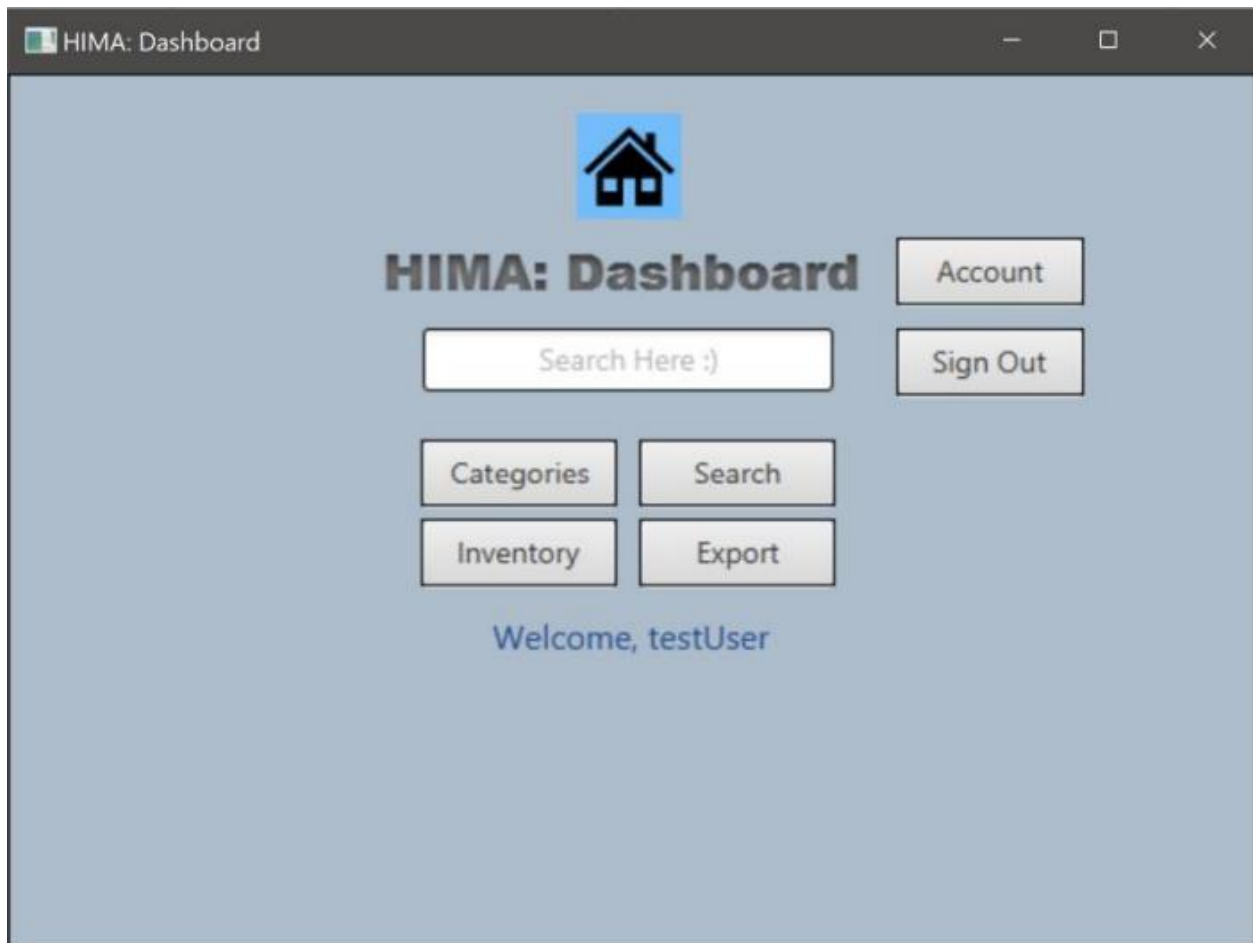 HIMA: Dashboard
HIMA: Dashboard
Account
Search Here :)
Sign Out
Categories
Search
Inventory
Export
Welcome, testUser